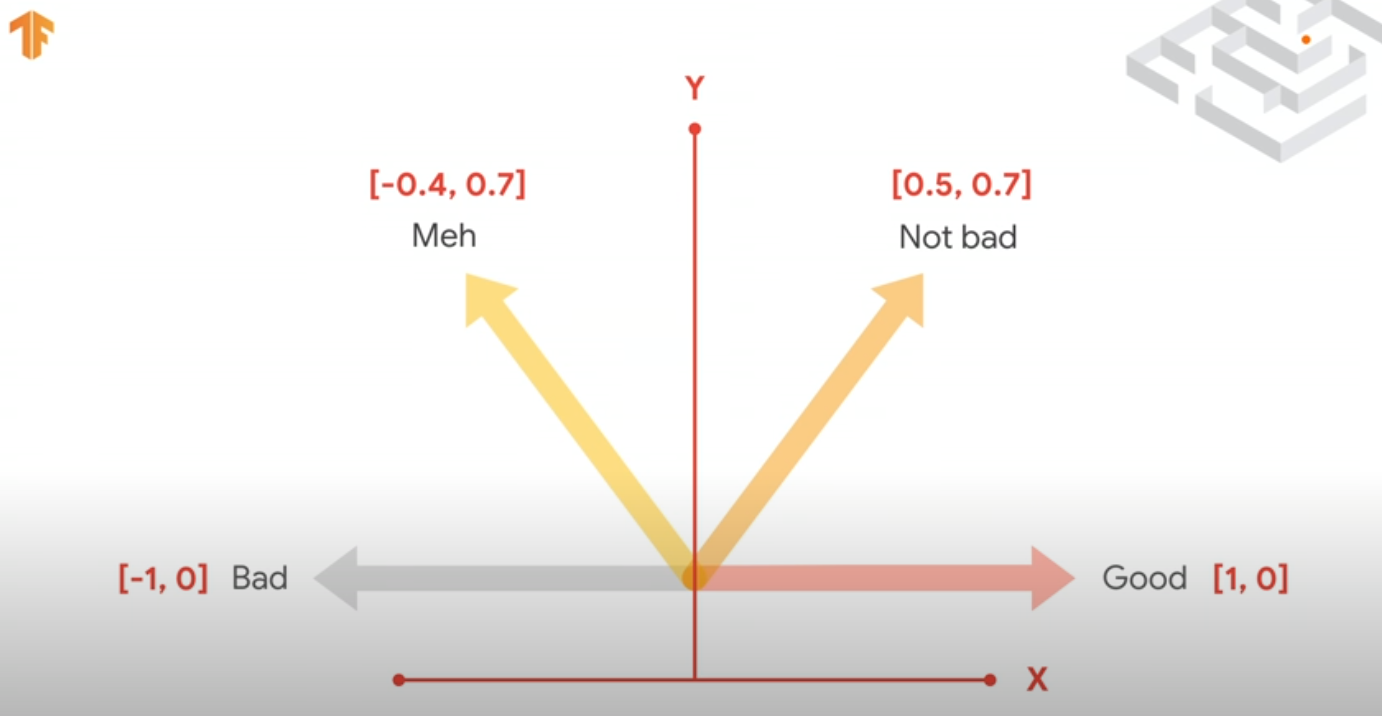 Y
[-0.4, 0.7]
Meh
[0.5, 0.7]
Not bad
[-1, 0] Bad
Good [1, 0]
X